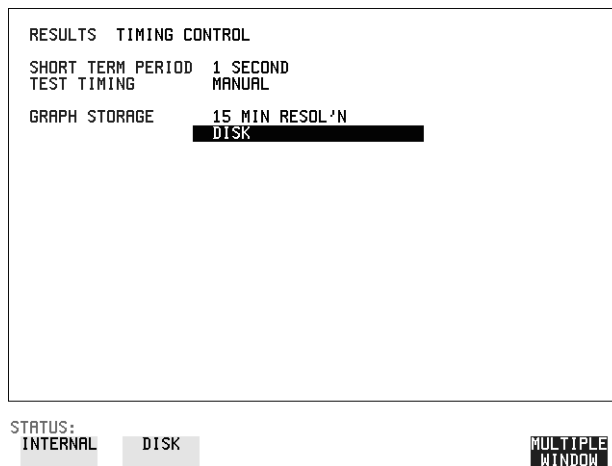 RESULTS TIMING CONTROL
SHORT TERM PERIOD 1 SECOND
TEST TIMING MANUAL
GRAPH STORAGE 15 MIN RESOL'N
DISK
STATUS:
INTERNAL DISK MULTIPLE
WINDOW